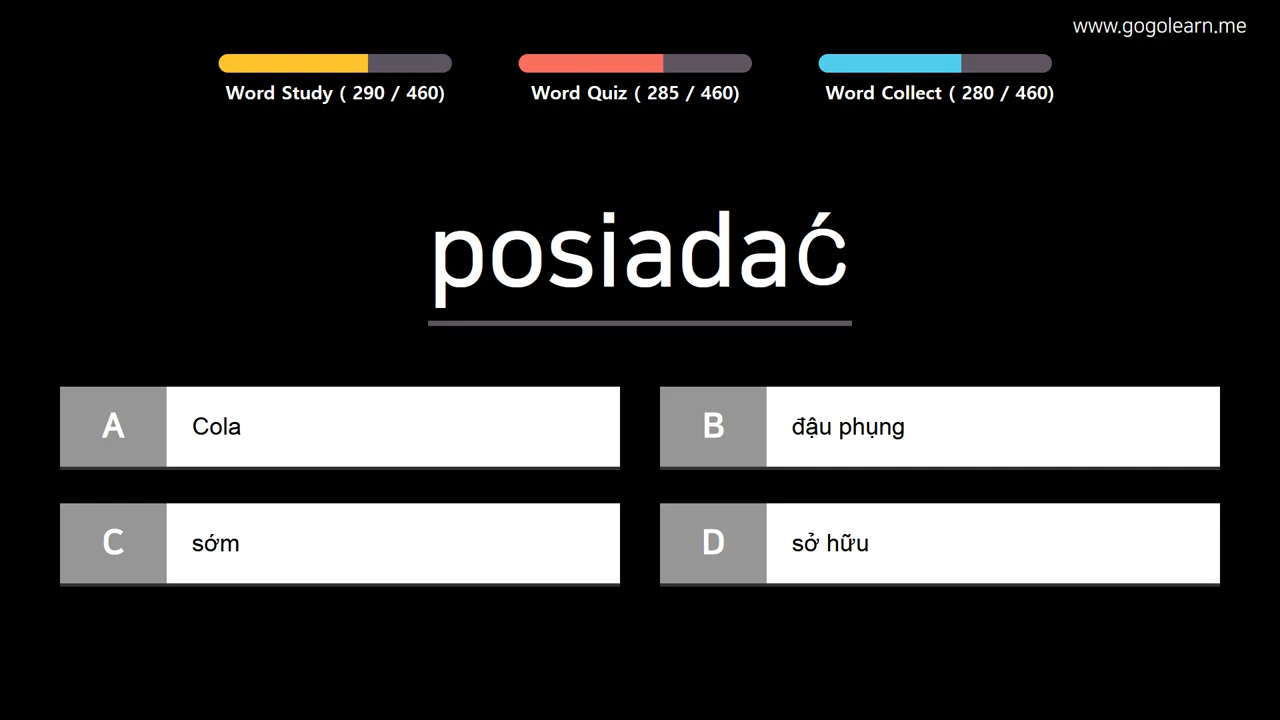 www.gogolearn.me
Word Study ( 290 / 460)
Word Quiz ( 285 / 460)
Word Collect ( 280 / 460)
posiadać
A
Cola
B
đậu phụng
C
sớm
D
sở hữu